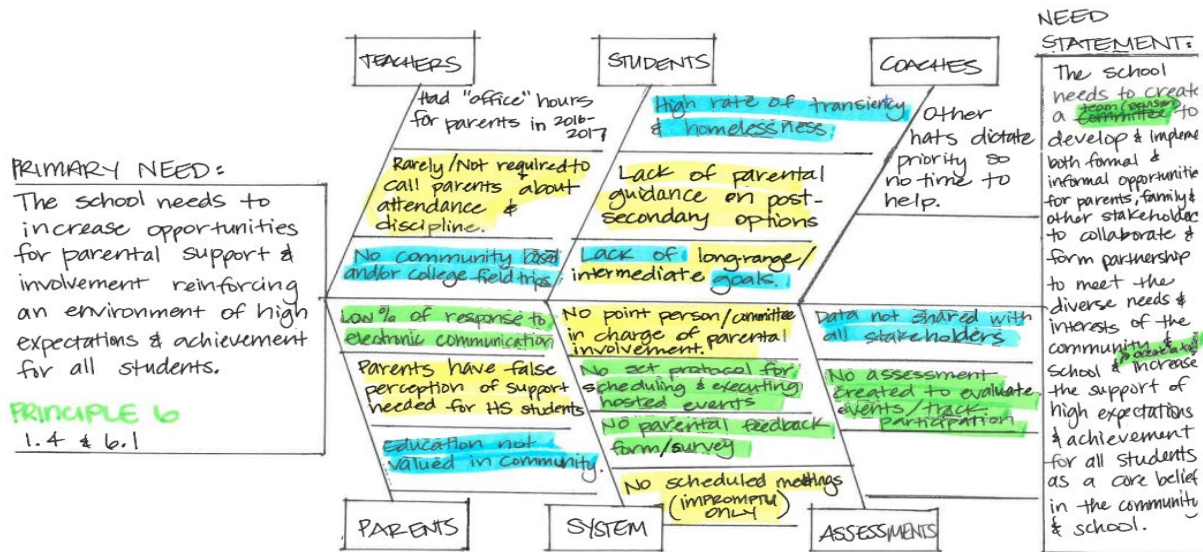 PRIMARY NEED:
The school needs to
increase opportunities
for parental support &
involvement reinforcing
an environment of high
expectations & achievement
for all students.
PRINCIPLE 6
1.4 & 6.1
TEACHERS
Had "office" hours
for parents in 2016-
2017
Rarely/Not required to
call parents about
attendance &
discipline.
No community based
and/or college field trips
STUDENTS
High rate of transiency
& homelessness
Lack of parental
guidance on post-
secondary options
Lack of long-range/
intermediate goals.
COACHES
Other
hats dictate
priority so
no time to
help.
Low % of response to
electronic communication
Parents have false
perception of support
needed for HS students
Education not
valued in community.
PARENTS
No point person/committee
in charge of parental
involvement.
No set protocol for
scheduling & executing
hosted events
No parental feedback
form/survey
No scheduled meetings
(IMPROMPTU
ONLY)
SYSTEM
Data not shared with
all stakeholders
No assessment
created to evaluate
events/track
participation
ASSESSMENTS
NEED
STATEMENT:
The school
needs to create
a team
committee to
develop & impleme
both formal &
informal opportunitie
for parents, family &
other stakeholder
to collaborate &
form partnership
to meet the
diverse needs &
interests of the
community &
school & increase
the support of
high expectations
& achievement
for all students
as a core belief
in the community
& school.